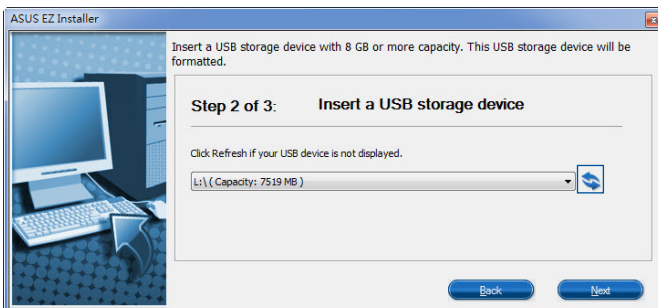 ASUS EZ Installer
Insert a USB storage device with 8 GB or more capacity. This USB storage device will be
formatted.
Step 2 of 3: Insert a USB storage device
Click Refresh if your USB device is not displayed.
L:\ ( Capacity: 7519 MB )
Back Next